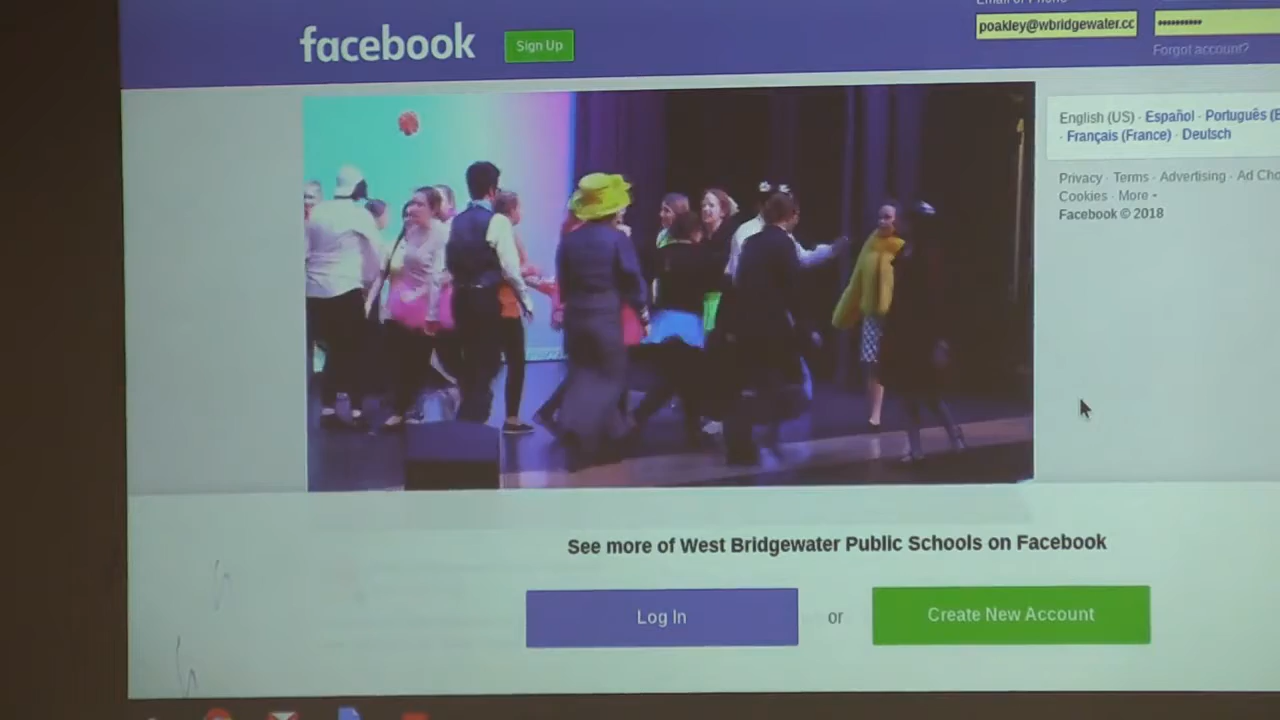 facebook
Sign Up
poakley@wbridgewater.cc
Forgot account?
English (US) · Español · Português
· Français (France) · Deutsch
Privacy · Terms · Advertising · Ad
Cookies · More
Facebook © 2018
See more of West Bridgewater Public Schools on Facebook
Log In
or
Create New Account